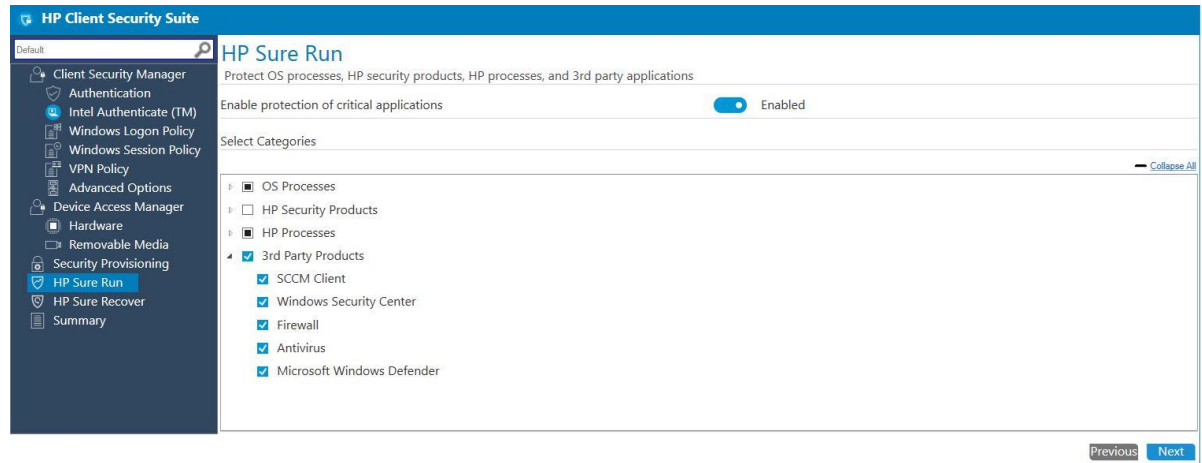 HP Client Security Suite
Default
Client Security Manager
Authentication
Intel Authenticate (TM)
Windows Logon Policy
Windows Session Policy
VPN Policy
Advanced Options
Device Access Manager
Hardware
Removable Media
Security Provisioning
HP Sure Run
HP Sure Recover
Summary
HP Sure Run
Protect OS processes, HP security products, HP processes, and 3rd party applications
Enable protection of critical applications Enabled
Select Categories
Collapse All
OS Processes
HP Security Products
HP Processes
3rd Party Products
SCCM Client
Windows Security Center
Firewall
Antivirus
Microsoft Windows Defender
Previous Next